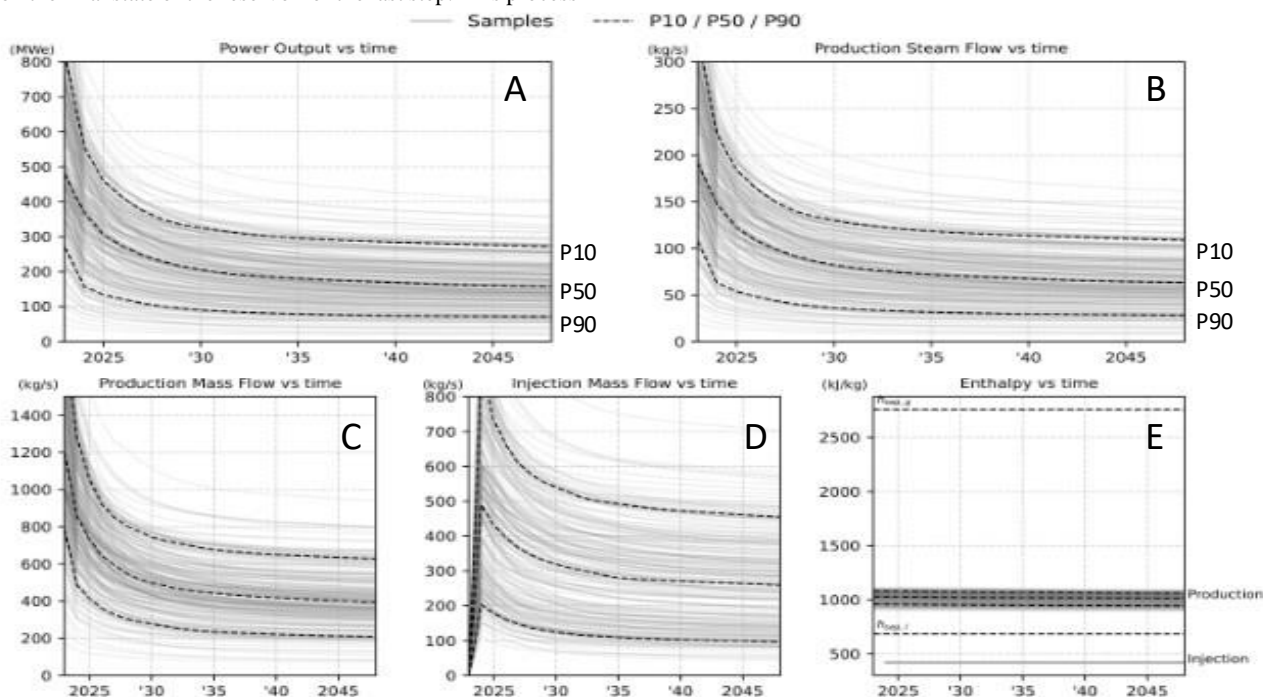 Samples P10 / P50 / P90
(MWe) Power Output vs time
800
700
600
500
400
300
200
100
0
A
P10
P50
P90
2025 '30 '35 '40 2045
(kg/s) Production Steam Flow vs time
300
250
200
150
100
50
0
B
P10
P50
P90
2025 '30 '35 '40 2045
(kg/s) Production Mass Flow vs time
1400
1200
1000
800
600
400
200
0
C
2025 '30 '35 '40 2045
(kg/s) Injection Mass Flow vs time
800
700
600
500
400
300
200
100
0
D
2025 '30 '35 '40 2045
(kJ/kg) Enthalpy vs time
2500
2000
1500
1000
500
E
Production
Injection
2025 '30 '35 '40 2045